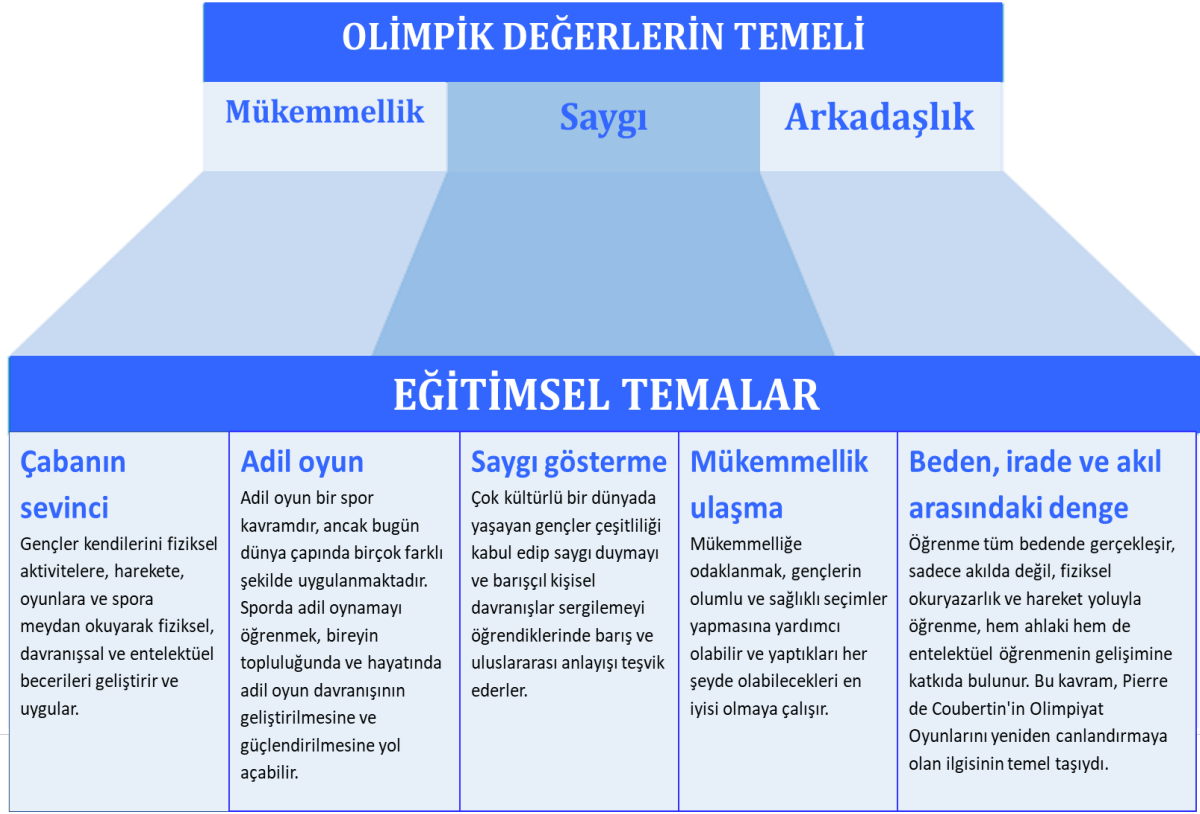 OLİMPİK DEĞERLERİN TEMELİ
Mükemmellik
Saygı
Arkadaşlık
EĞİTİMSEL TEMALAR
Çabanın
sevinci
Gençler kendilerini fiziksel
aktivitelere, harekete,
oyunlara ve spora
meydan okuyarak fiziksel,
davranışsal ve entelektüel
becerileri geliştirir ve
uygular.
Adil oyun
Adil oyun bir spor
kavramdır, ancak bugün
dünya çapında birçok farklı
şekilde uygulanmaktadır.
Sporda adil oynamayı
öğrenmek, bireyin
topluluğunda ve hayatında
adil oyun davranışının
geliştirilmesine ve
güçlendirilmesine yol
açabilir.
Saygı gösterme
Çok kültürlü bir dünyada
yaşayan gençler çeşitliliği
kabul edip saygı duymayı
ve barışçıl kişisel
davranışlar sergilemeyi
öğrendiklerinde barış ve
uluslararası anlayışı teşvik
ederler.
Mükemmellik
ulaşma
Mükemmelliğe
odaklanmak, gençlerin
olumlu ve sağlıklı seçimler
yapmasına yardımcı
olabilir ve yaptıkları her
şeyde olabilecekleri en
iyisi olmaya çalışır.
Beden, irade ve akıl
arasındaki denge
Öğrenme tüm bedende gerçekleşir,
sadece akılda değil, fiziksel
okuryazarlık ve hareket yoluyla
öğrenme, hem ahlaki hem de
entelektüel öğrenmenin gelişimine
katkıda bulunur. Bu kavram, Pierre
de Coubertin'in Olimpiyat
Oyunlarını yeniden canlandırmaya
olan ilgisinin temel taşıydı.